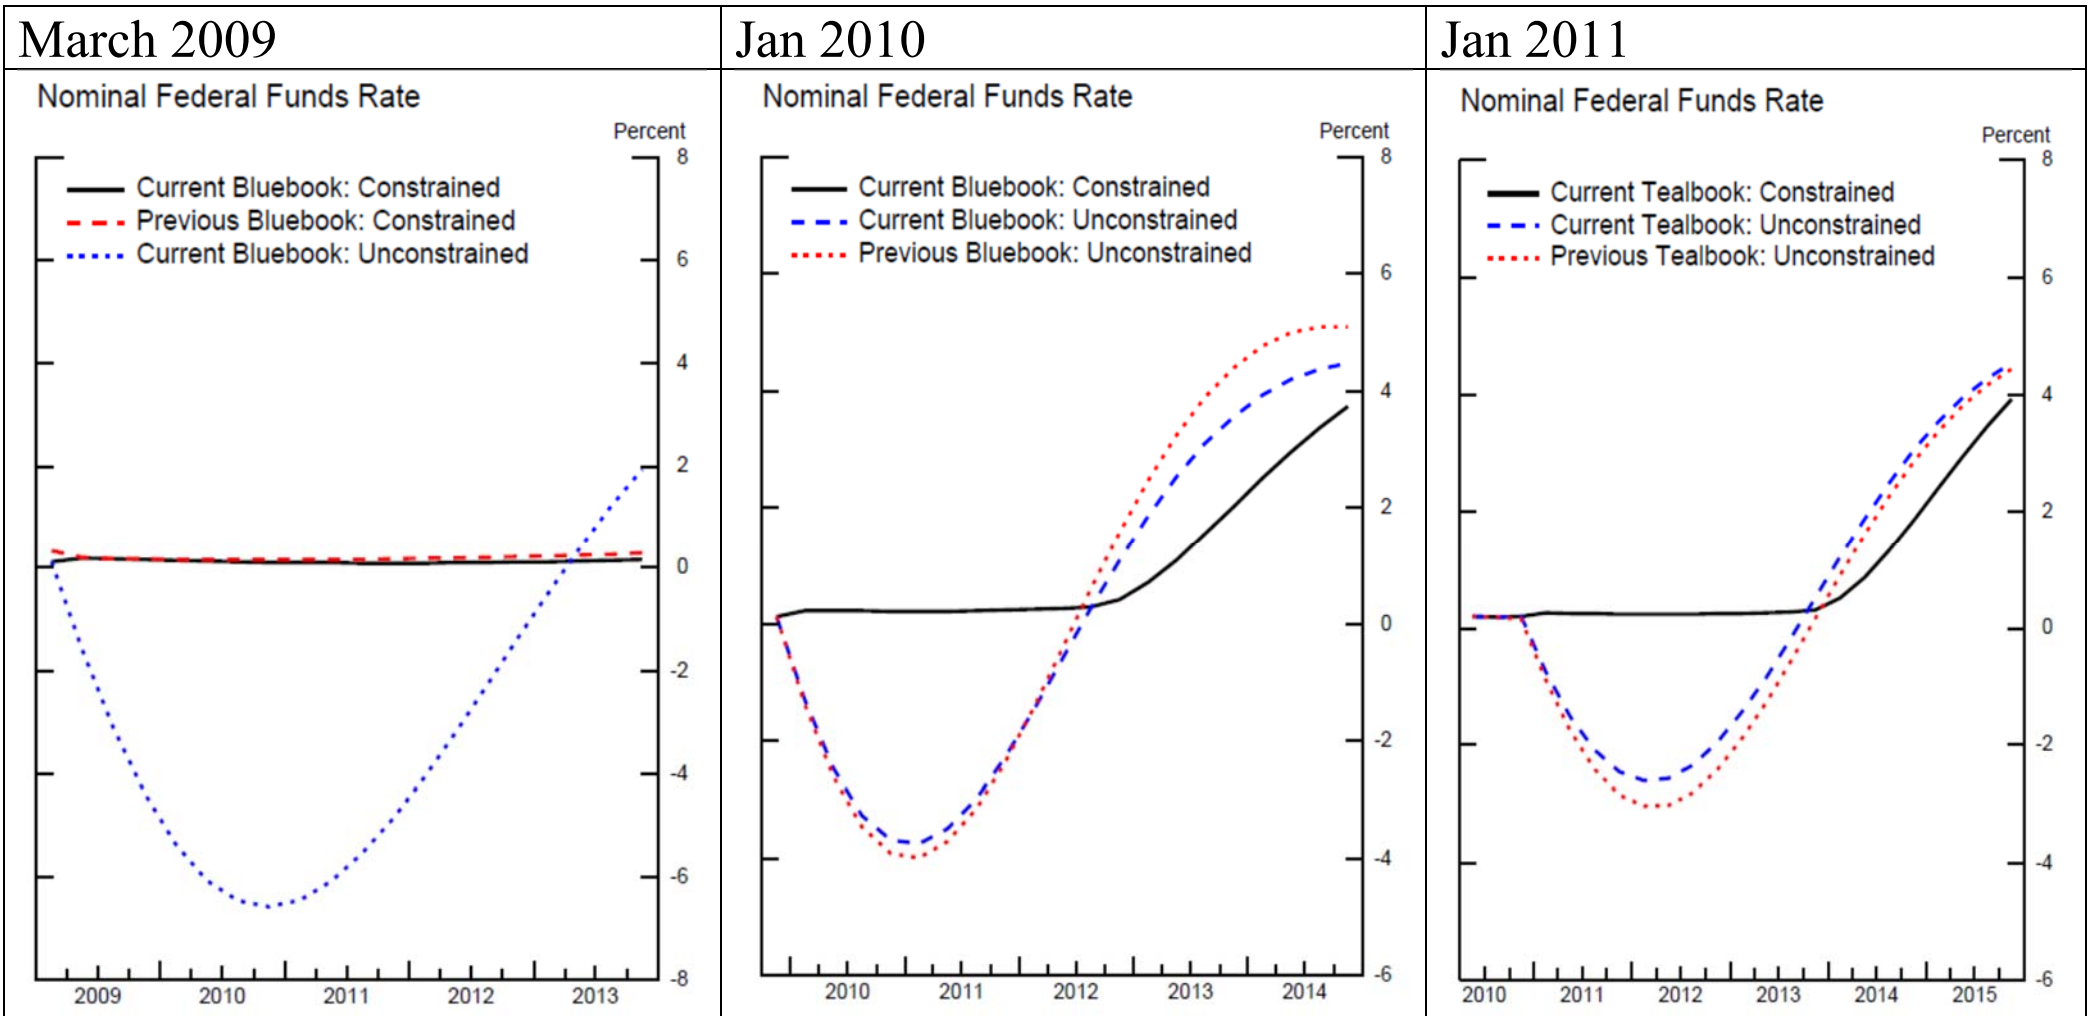 March 2009
Nominal Federal Funds Rate
Percent
Current Bluebook: Constrained
Previous Bluebook: Constrained
Current Bluebook: Unconstrained
8
6
4
2
0
-2
-4
-6
-8
2009 2010 2011 2012 2013
Jan 2010
Nominal Federal Funds Rate
Percent
Current Bluebook: Constrained
Current Bluebook: Unconstrained
Previous Bluebook: Unconstrained
8
6
4
2
0
-2
-4
-6
2010 2011 2012 2013 2014
Jan 2011
Nominal Federal Funds Rate
Percent
Current Tealbook: Constrained
Current Tealbook: Unconstrained
Previous Tealbook: Unconstrained
8
6
4
2
0
-2
-4
-6
2010 2011 2012 2013 2014 2015